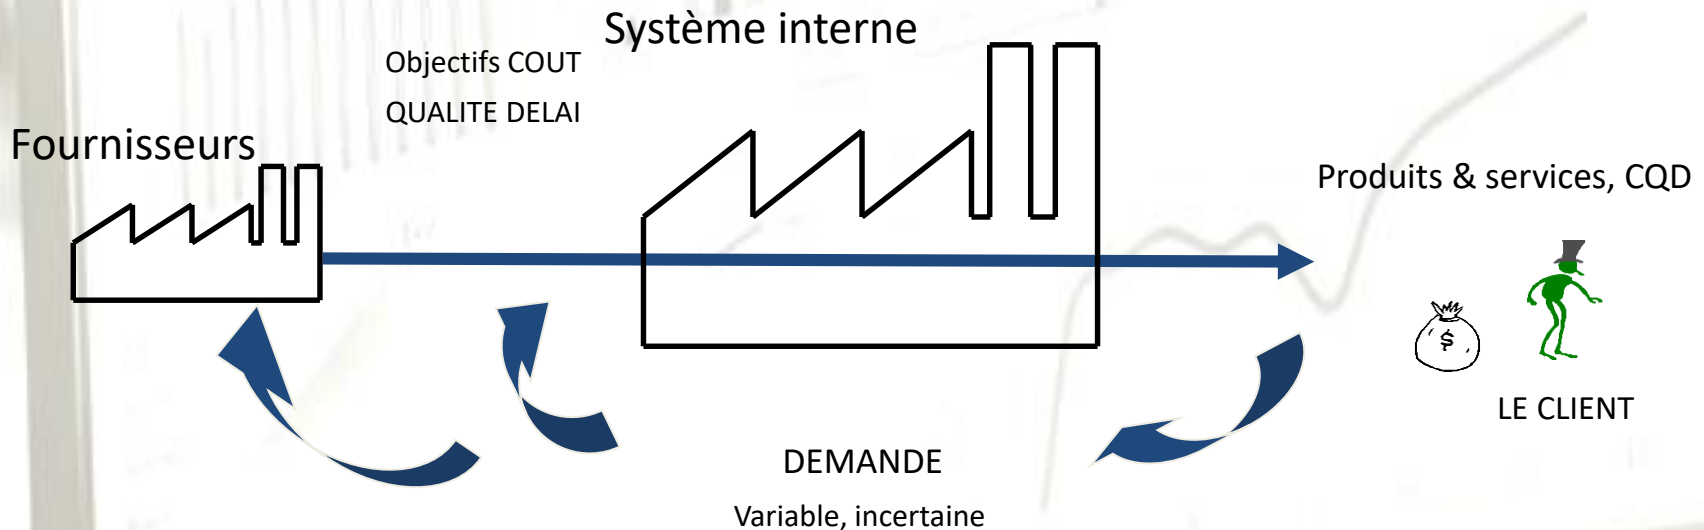 Système interne
Objectifs COUT
QUALITE DELAI
Fournisseurs
Produits & services, CQD
$
LE CLIENT
DEMANDE
Variable, incertaine